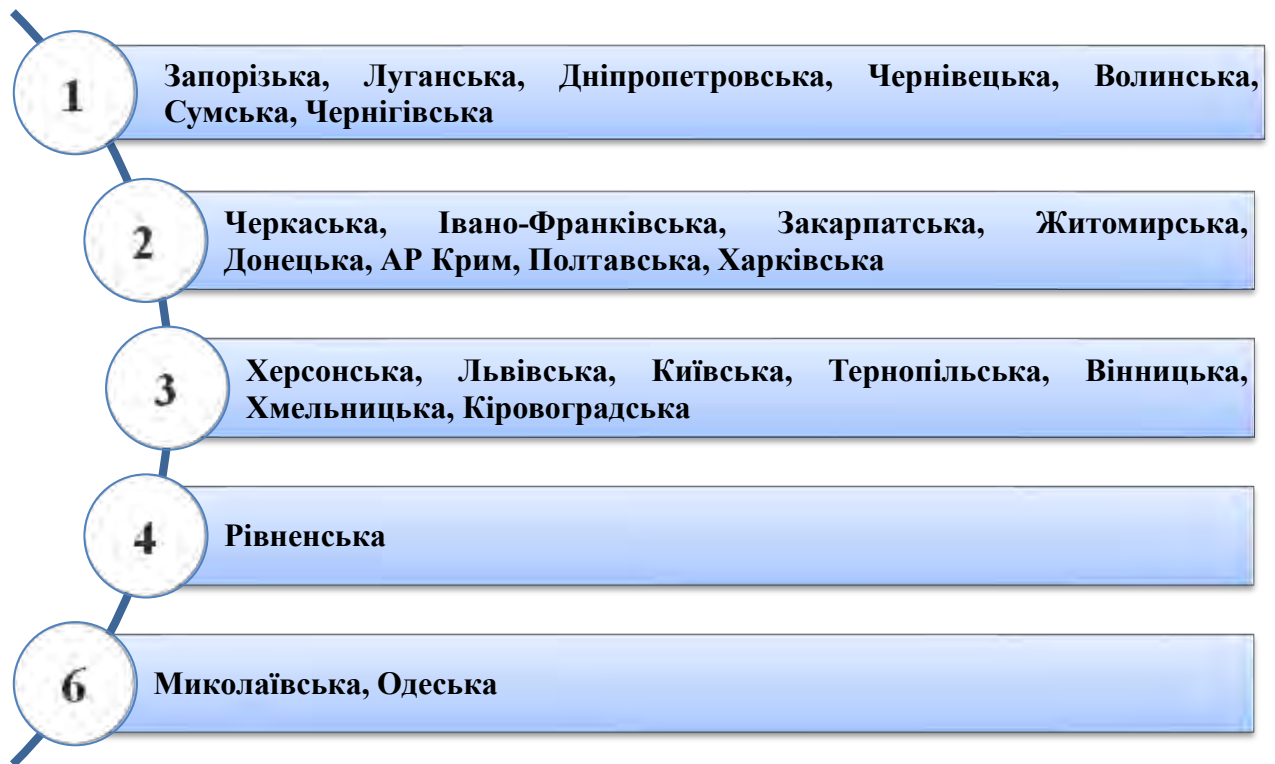 1
Запорізька, Луганська, Дніпропетровська, Чернівецька, Волинська,
Сумська, Чернігівська
2
Черкаська, Івано-Франківська, Закарпатська, Житомирська,
Донецька, АР Крим, Полтавська, Харківська
3
Херсонська, Львівська, Київська, Тернопільська, Вінницька,
Хмельницька, Кіровоградська
4
Рівненська
6
Миколаївська, Одеська